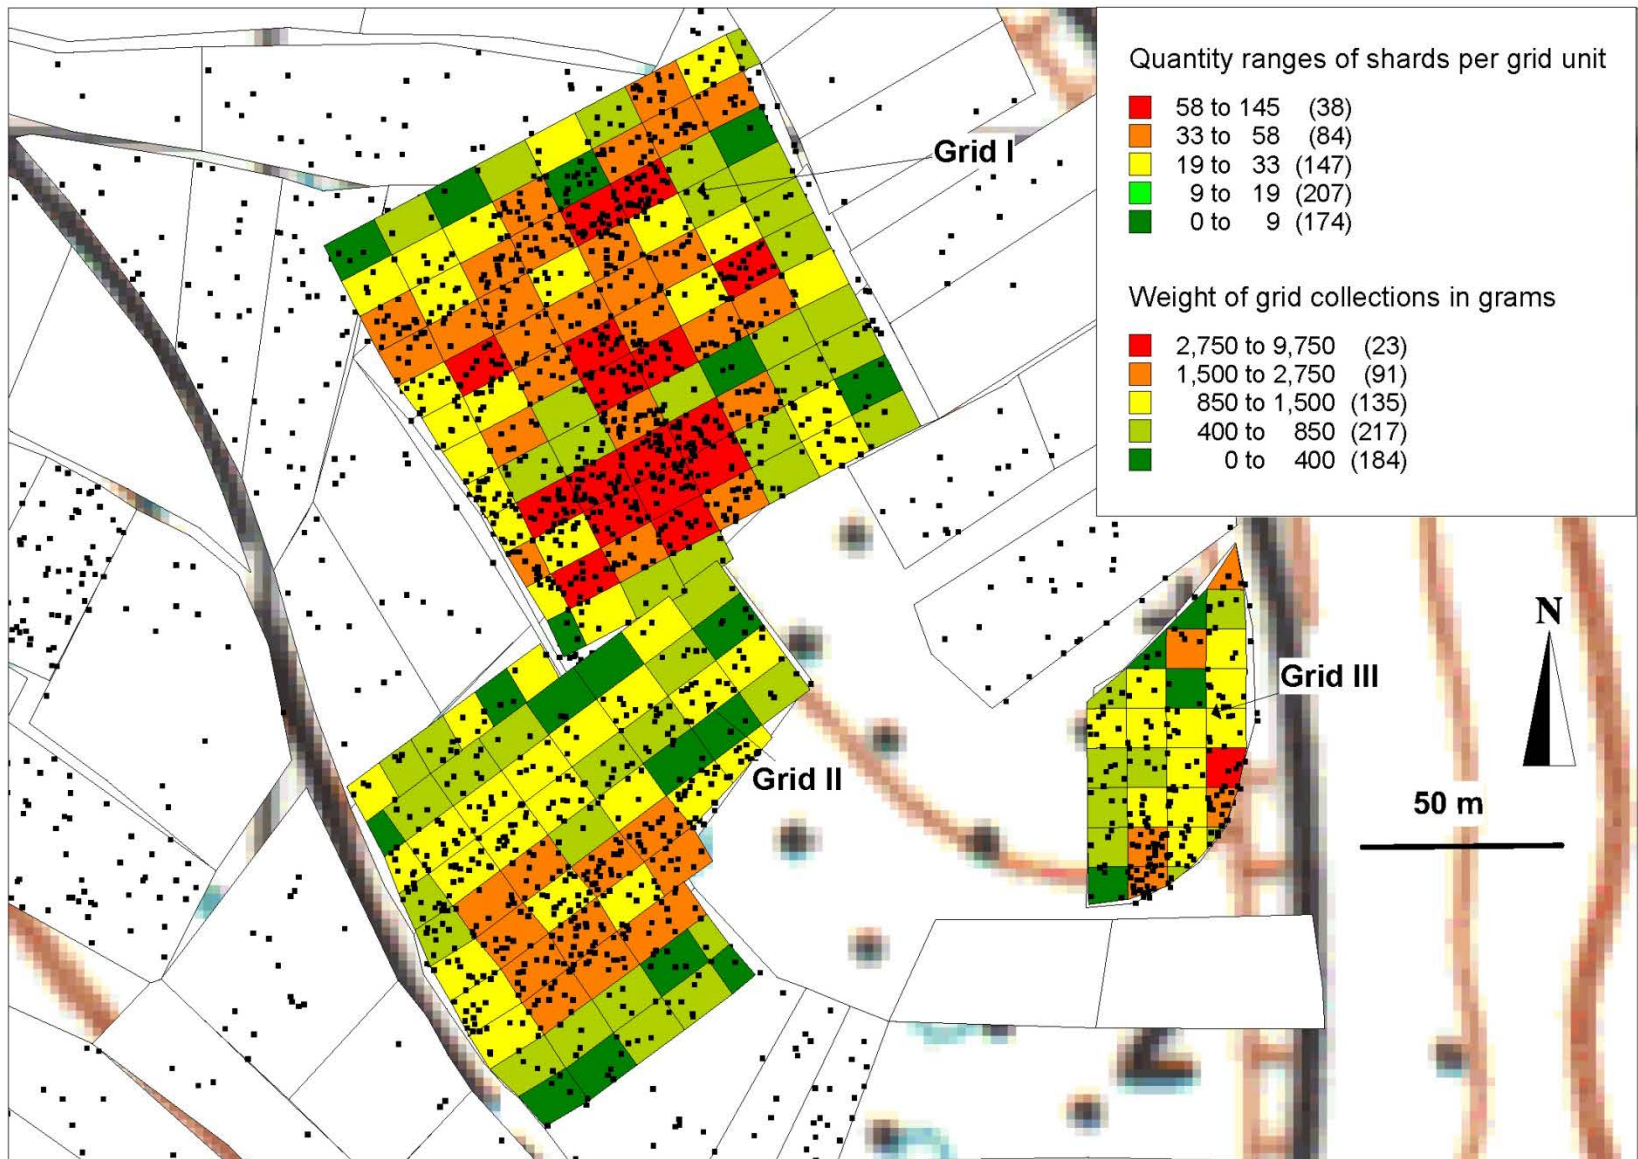 Quantity ranges of shards per grid unit
58 to 145 (38)
33 to 58 (84)
19 to 33 (147)
9 to 19 (207)
0 to 9 (174)
Weight of grid collections in grams
2,750 to 9,750 (23)
1,500 to 2,750 (91)
850 to 1,500 (135)
400 to 850 (217)
0 to 400 (184)
Grid I
N
Grid III
Grid II
50 m